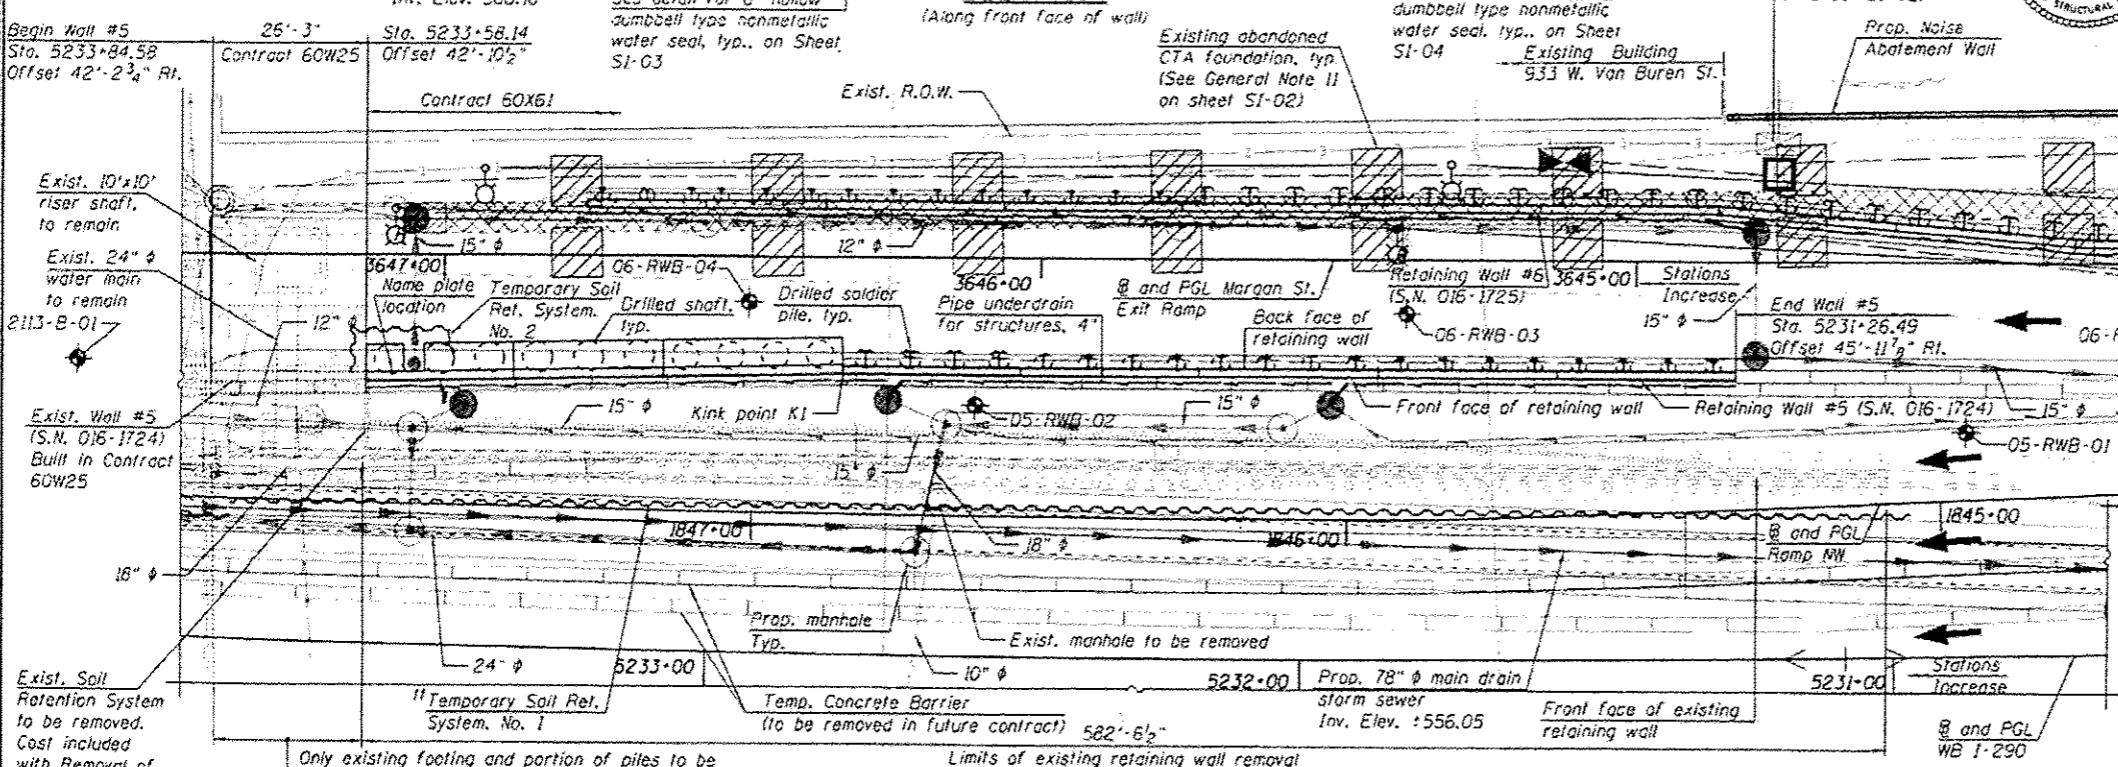 Begin Wall #5
Sta. 5233+84.58
Offset 42'-2 3/4" Rt.
26'-3"
Contract 60W25
Sta. 5233+58.14
Offset 42'-10 1/2"
Contract 60X61
dumbbell type nonmetallic
water seal, typ., on Sheet
S1-03
(Along front face of wall)
Exist. R.O.W.
Existing abandoned
CTA foundation, typ.
(See General Note 11
on sheet S1-02)
dumbbell type nonmetallic
water seal, typ., on Sheet
S1-04
Existing Building
933 W. Van Buren St.
Prop. Noise
Abatement Wall
STRUCTURAL
Exist. 10'x10'
riser shaft,
to remain
Exist. 24" ϕ
water main
to remain
2113-B-01
12" ϕ
15" ϕ
12" ϕ
3647+00
Name plate
location
Temporary Soil
Ret. System.
No. 2
06-RWB-04
Drilled shaft,
typ.
Drilled soldier
pile, typ.
3646+00
Pipe underdrain
for structures, 4"
℄ and PGL Morgan St.
Exit Ramp
Back face of
retaining wall
Retaining Wall #6
(S.N. 016-1725)
06-RWB-03
3645+00
Stations
Increase
15" ϕ
End Wall #5
Sta. 5231+26.49
Offset 45'-11 7/8" Rt.
Exist. Wall #5
(S.N. 016-1724)
Built in Contract
60W25
15" ϕ
Kink point K1
05-RWB-02
15" ϕ
Front face of retaining wall
Retaining Wall #5 (S.N. 016-1724)
15" ϕ
05-RWB-01
15" ϕ
1847+00
18" ϕ
1846+00
℄ and PGL
Ramp NW
1845+00
18" ϕ
Prop. manhole
Typ.
Exist. manhole to be removed
24" ϕ
5233+00
10" ϕ
5232+00
5231+00
Stations
Increase
Exist. Soil
Retention System
to be removed.
Cost included
with Removal of
Temporary Soil Ret.
System. No. 1
Temp. Concrete Barrier
(to be removed in future contract)
582'-6 1/2"
Prop. 78" ϕ main drain
storm sewer
Inv. Elev. +556.05
Front face of existing
retaining wall
℄ and PGL
WB I-290
Only existing footing and portion of piles to be
Limits of existing retaining wall removal